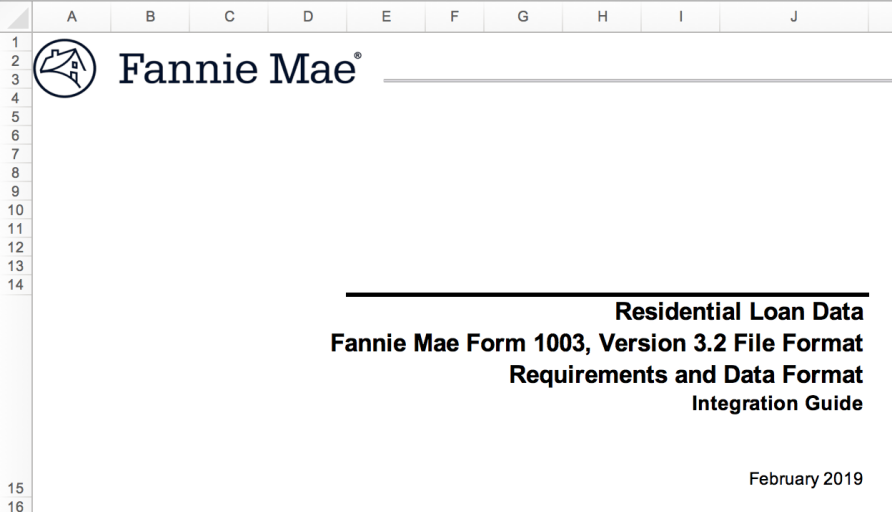 A B C D E F G H I J
1
2
3
4
5
6
7
8
9
10
11
12
13
14
15
16
Fannie Mae®
Residential Loan Data
Fannie Mae Form 1003, Version 3.2 File Format
Requirements and Data Format
Integration Guide
February 2019